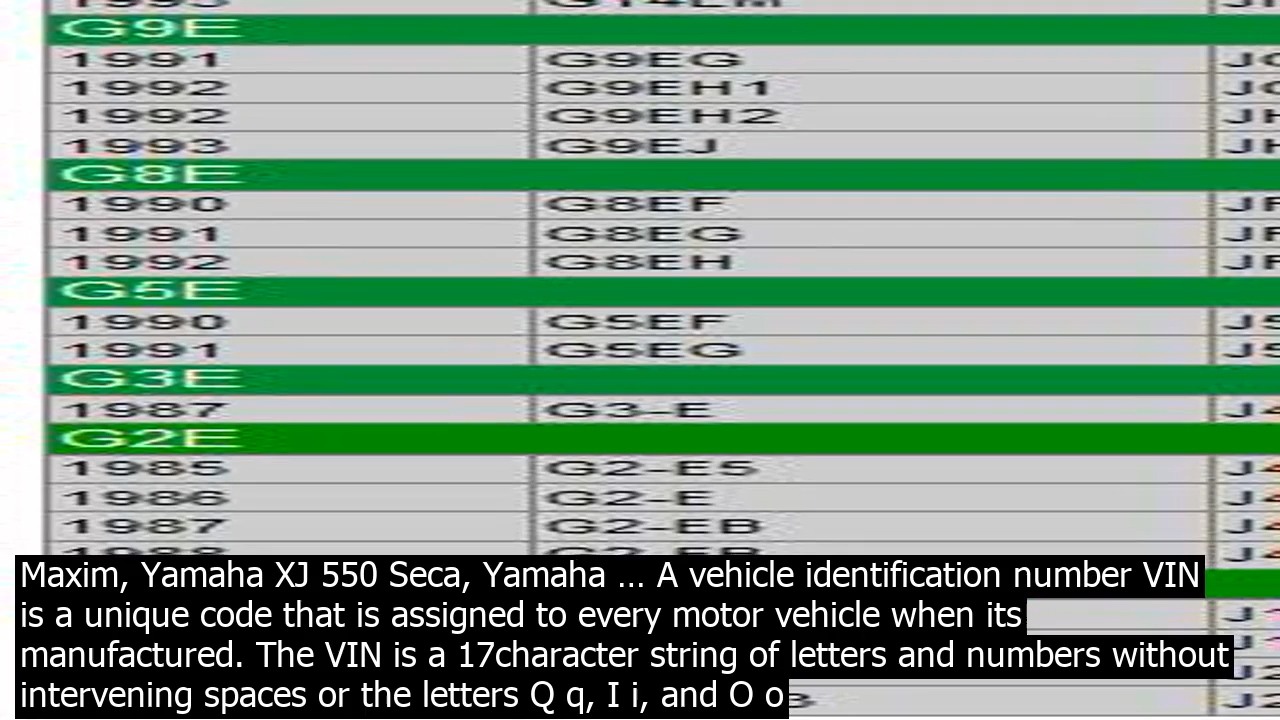 G9E
1991 G9EG
1992 G9EH1
1992 G9EH2
1993 G9EJ
G8E
1990 G8EF
1991 G8EG
1992 G8EH
G5E
1990 G5EF
1991 G5EG
G3E
1987 G3-E
G2E
1985 G2-E5
1986 G2-E
1987 G2-EB
Maxim, Yamaha XJ 550 Seca, Yamaha ... A vehicle identification number VIN
is a unique code that is assigned to every motor vehicle when its
manufactured. The VIN is a 17character string of letters and numbers without
intervening spaces or the letters Q q, I i, and O o